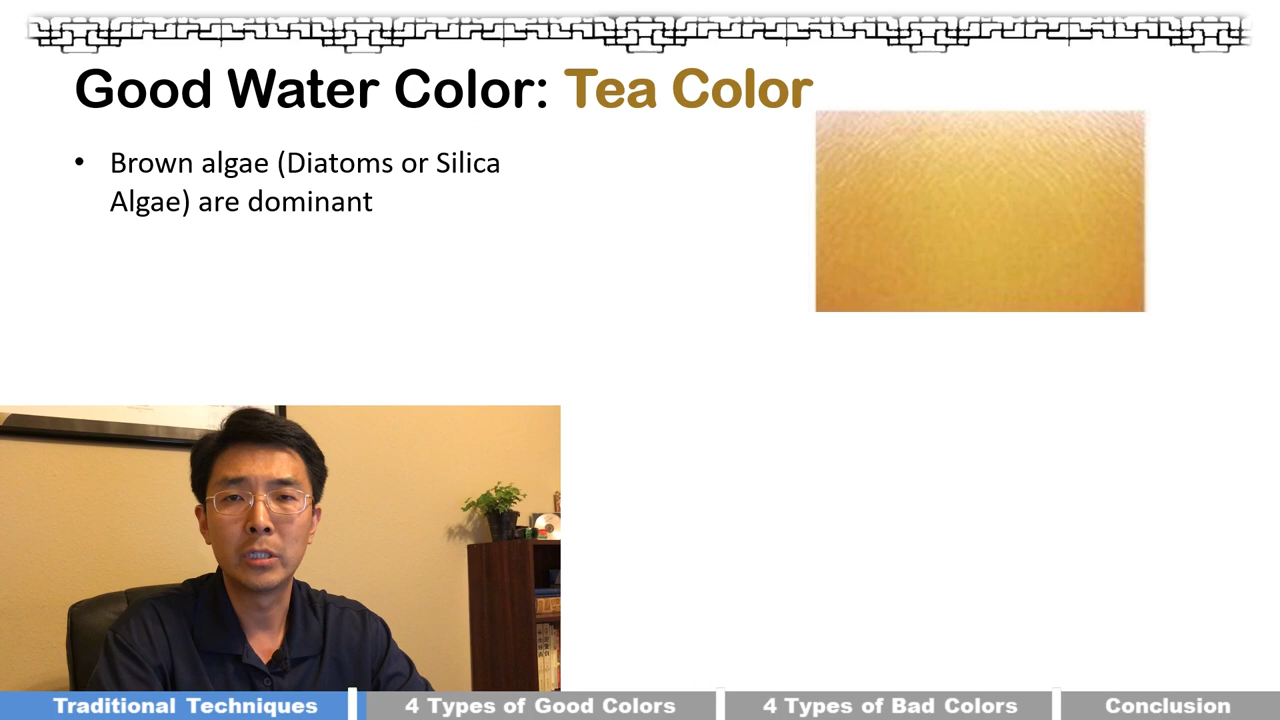 Good Water Color: Tea Color
• Brown algae (Diatoms or Silica
Algae) are dominant
Traditional Techniques
4 Types of Good Colors
4 Types of Bad Colors
Conclusion